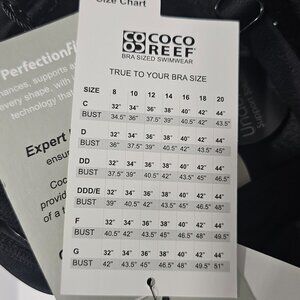 Size Chart
COCO
REEF
BRA SIZED SWIMWEAR
TRUE TO YOUR BRA SIZE
SIZE 8 10 12 14 16 18 20
C 32" 34" 36" 38" 40" 42" 44"
BUST 34.5" 36" 37.5" 39" 40.5" 42" 43.5"
D 32" 34" 36" 38" 40" 42" 44"
BUST 36" 37.5" 39" 40.5" 42" 43.5" 45"
DD 32" 34" 36" 38" 40" 42" 44"
BUST 37.5" 39" 40.5" 42" 43.5" 45" 46.5"
DDD/E 32" 34" 36" 38" 40" 42" 44"
BUST 39" 40.5" 42" 43.5" 45" 46.5" 48"
F 32" 34" 36" 38" 40" 42" 44"
BUST 40.5" 42" 43.5" 45" 46.5" 48" 49.5"
G 32" 34" 36" 38" 40" 42" 44"
BUST 42" 43.5" 45" 46.5" 48" 49.5" 51"
PerfectionFi
hances, supports a
every shape, with
technology tha
Expert
ensur
Coc
provid
of a t